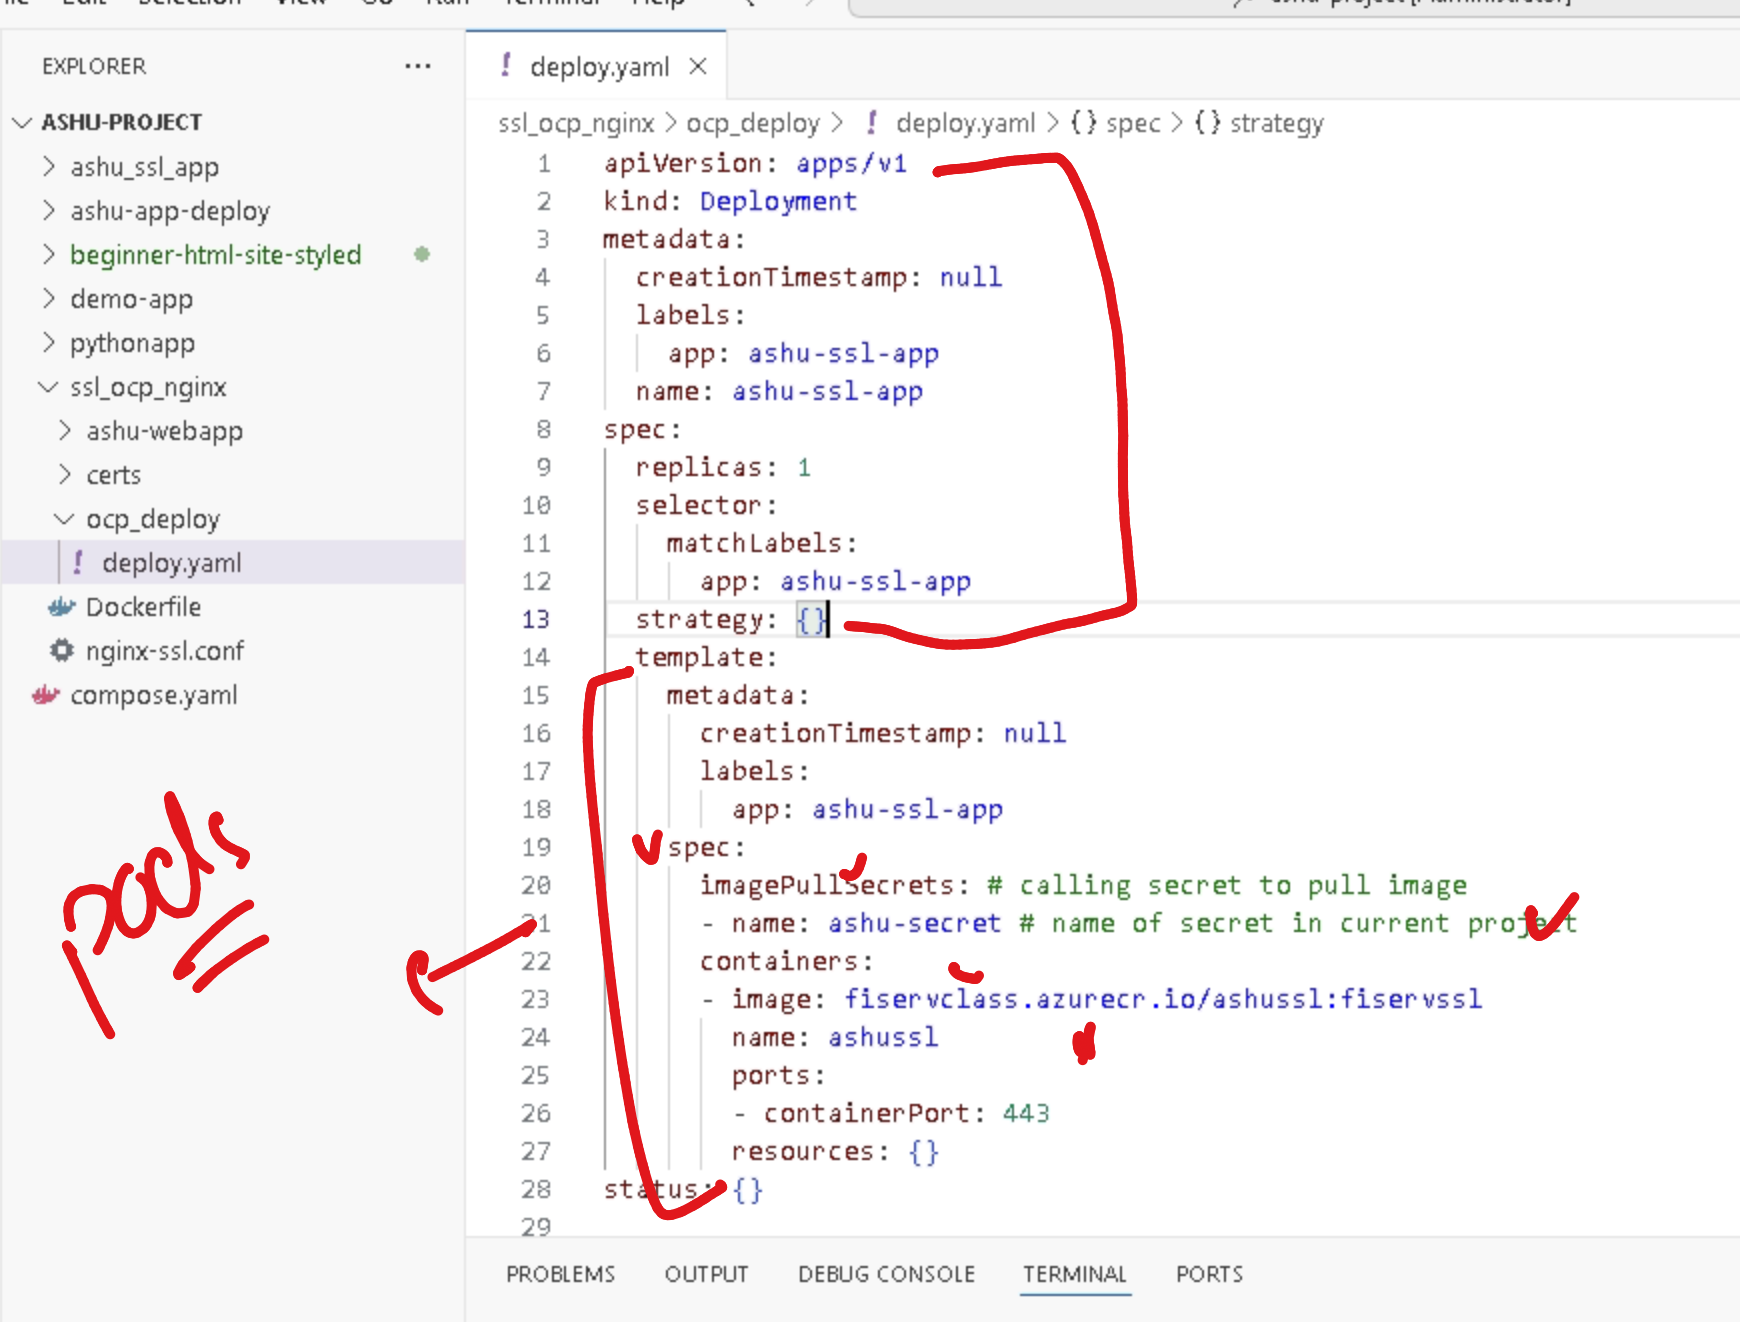 Edit Selection View Go Run Terminal Help
ashu-project [Administrator]
EXPLORER
deploy.yaml
ASHU-PROJECT
ashu_ssl_app
ashu-app-deploy
beginner-html-site-styled
demo-app
pythonapp
ssl_ocp_nginx
ashu-webapp
certs
ocp_deploy
deploy.yaml
Dockerfile
nginx-ssl.conf
compose.yaml
pods
ssl_ocp_nginx > ocp_deploy > ! deploy.yaml > {} spec > {} strategy
1 apiVersion: apps/v1
2 kind: Deployment
3 metadata:
4 creationTimestamp: null
5 labels:
6 app: ashu-ssl-app
7 name: ashu-ssl-app
8 spec:
9 replicas: 1
10 selector:
11 matchLabels:
12 app: ashu-ssl-app
13 strategy: {}
14 template:
15 metadata:
16 creationTimestamp: null
17 labels:
18 app: ashu-ssl-app
19 spec:
20 imagePullSecrets: # calling secret to pull image
21 - name: ashu-secret # name of secret in current project
22 containers:
23 - image: fiservclass.azurecr.io/ashussl:fiservssl
24 name: ashussl
25 ports:
26 - containerPort: 443
27 resources: {}
28 status: {}
29
PROBLEMS OUTPUT DEBUG CONSOLE TERMINAL PORTS